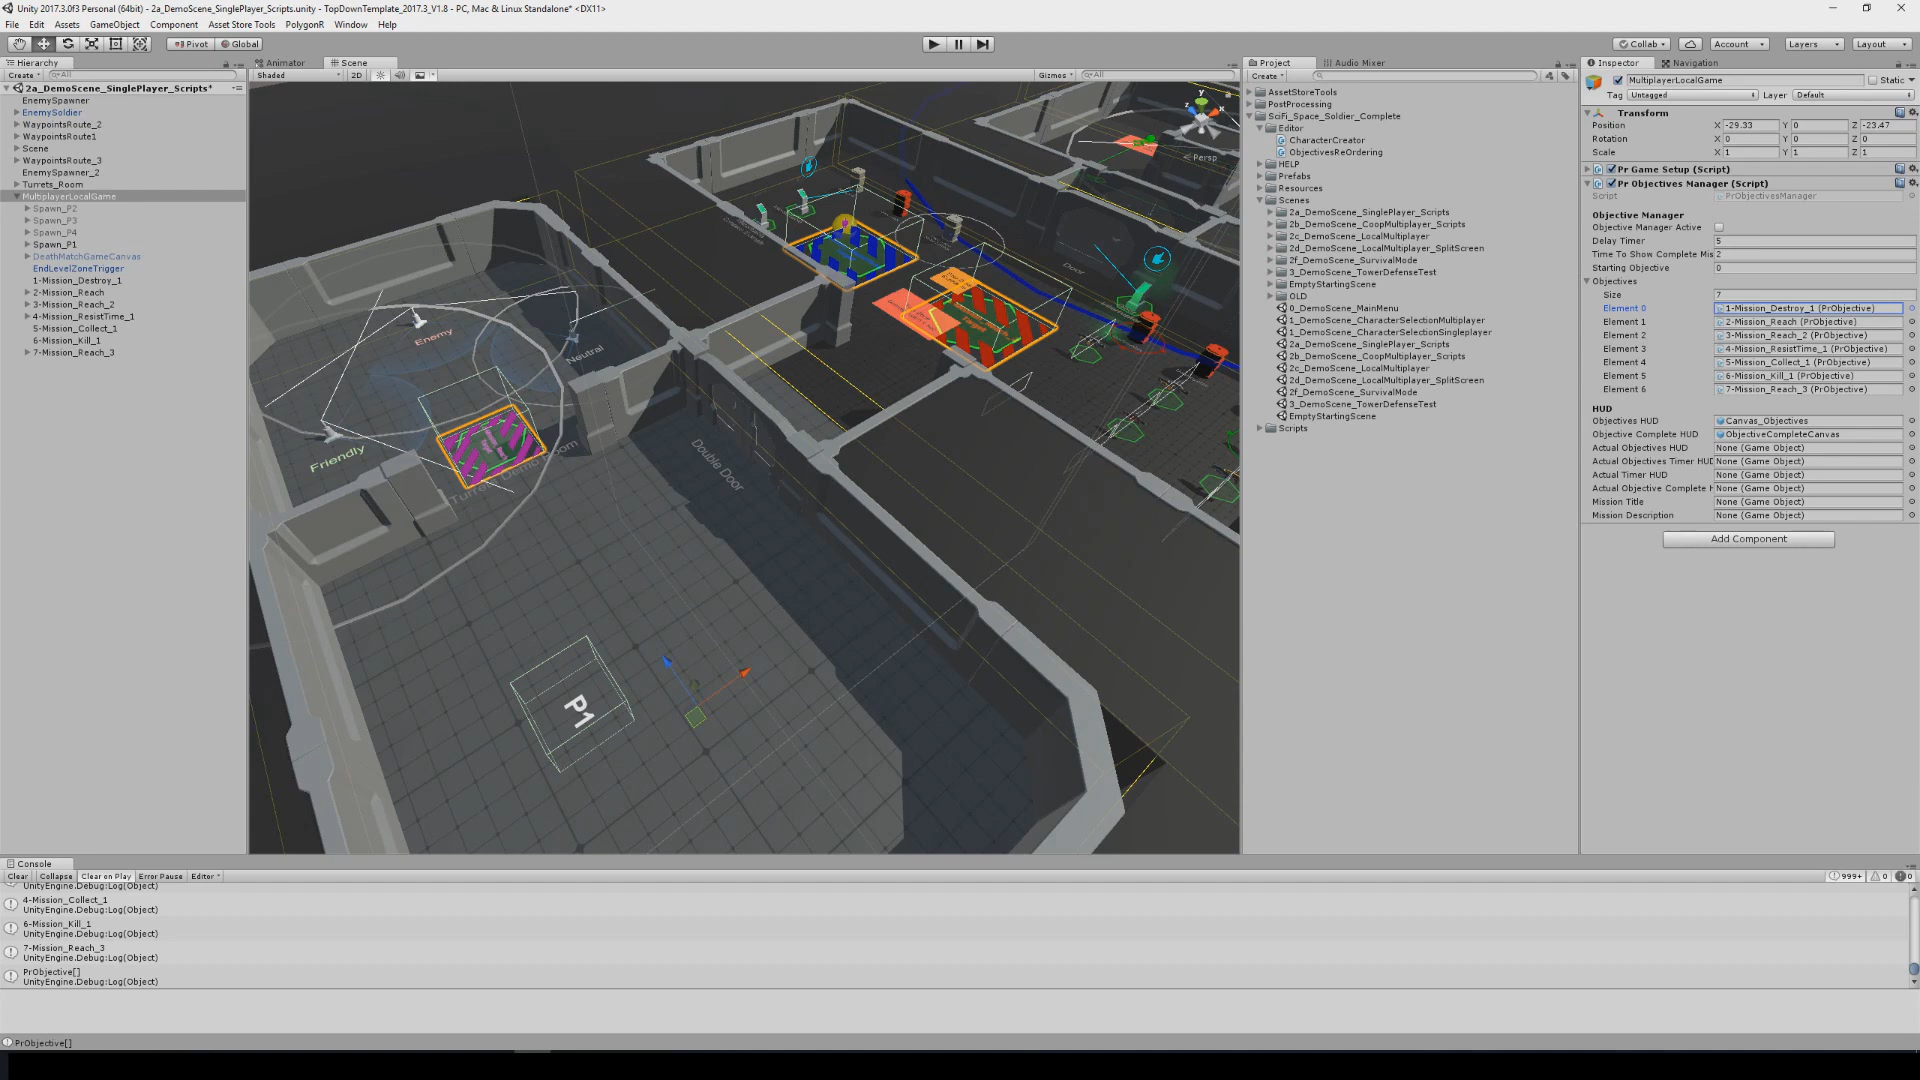 Unity 2017.3.0f3 Personal (64bit) - 2a_DemoScene_SinglePlayer_Scripts.unity - TopDownTemplate_2017.3_V1.8 - PC, Mac & Linux Standalone* <DX11>
File Edit Assets GameObject Component Asset Store Tools PolygonR Window Help
Pivot Global Collab Account Layers Layout
Hierarchy
Create All
2a_DemoScene_SinglePlayer_Scripts*
EnemySpawner
EnemySoldier
WaypointsRoute_2
WaypointsRoute1
Scene
WaypointsRoute_3
EnemySpawner_2
Turrets_Room
MultiplayerLocalGame
Spawn_P2
Spawn_P3
Spawn_P4
Spawn_P1
DeathMatchGameCanvas
EndLevelZoneTrigger
1-Mission_Destroy_1
2-Mission_Reach
3-Mission_Reach_2
4-Mission_ResistTime_1
5-Mission_Collect_1
6-Mission_Kill_1
7-Mission_Reach_3
Animator Scene
Shaded 2D Gizmos All
Persp
Door
Enemy
Neutral
Friendly
Double Door
P1
Project Audio Mixer
Create
AssetStoreTools
PostProcessing
SciFi_Space_Soldier_Complete
Editor
CharacterCreator
ObjectivesReOrdering
HELP
Prefabs
Resources
Scenes
2a_DemoScene_SinglePlayer_Scripts
2b_DemoScene_CoopMultiplayer_Scripts
2c_DemoScene_LocalMultiplayer
2d_DemoScene_LocalMultiplayer_SplitScreen
2f_DemoScene_SurvivalMode
3_DemoScene_TowerDefenseTest
EmptyStartingScene
OLD
0_DemoScene_MainMenu
1_DemoScene_CharacterSelectionMultiplayer
1_DemoScene_CharacterSelectionSingleplayer
2a_DemoScene_SinglePlayer_Scripts
2b_DemoScene_CoopMultiplayer_Scripts
2c_DemoScene_LocalMultiplayer
2d_DemoScene_LocalMultiplayer_SplitScreen
2f_DemoScene_SurvivalMode
3_DemoScene_TowerDefenseTest
EmptyStartingScene
Scripts
Inspector Navigation
MultiplayerLocalGame Static
Tag Untagged Layer Default
Transform
Position X -29.33 Y 0 Z -23.47
Rotation X 0 Y 0 Z 0
Scale X 1 Y 1 Z 1
Pr Game Setup (Script)
Pr Objectives Manager (Script)
Script PrObjectivesManager
Objective Manager
Objective Manager Active
Delay Timer 5
Time To Show Complete Mis 2
Starting Objective 0
Objectives
Size 7
Element 0 1-Mission_Destroy_1 (PrObjective)
Element 1 2-Mission_Reach (PrObjective)
Element 2 3-Mission_Reach_2 (PrObjective)
Element 3 4-Mission_ResistTime_1 (PrObjective)
Element 4 5-Mission_Collect_1 (PrObjective)
Element 5 6-Mission_Kill_1 (PrObjective)
Element 6 7-Mission_Reach_3 (PrObjective)
HUD
Objectives HUD Canvas_Objectives
Objective Complete HUD ObjectiveCompleteCanvas
Actual Objectives HUD None (Game Object)
Actual Objectives Timer HUD None (Game Object)
Actual Timer HUD None (Game Object)
Actual Objective Complete H None (Game Object)
Mission Title None (Game Object)
Mission Description None (Game Object)
Add Component
Console
Clear Collapse Clear on Play Error Pause Editor 999+ 0 0
UnityEngine.Debug:Log(Object)
4-Mission_Collect_1
UnityEngine.Debug:Log(Object)
6-Mission_Kill_1
UnityEngine.Debug:Log(Object)
7-Mission_Reach_3
UnityEngine.Debug:Log(Object)
PrObjective[]
UnityEngine.Debug:Log(Object)
PrObjective[]